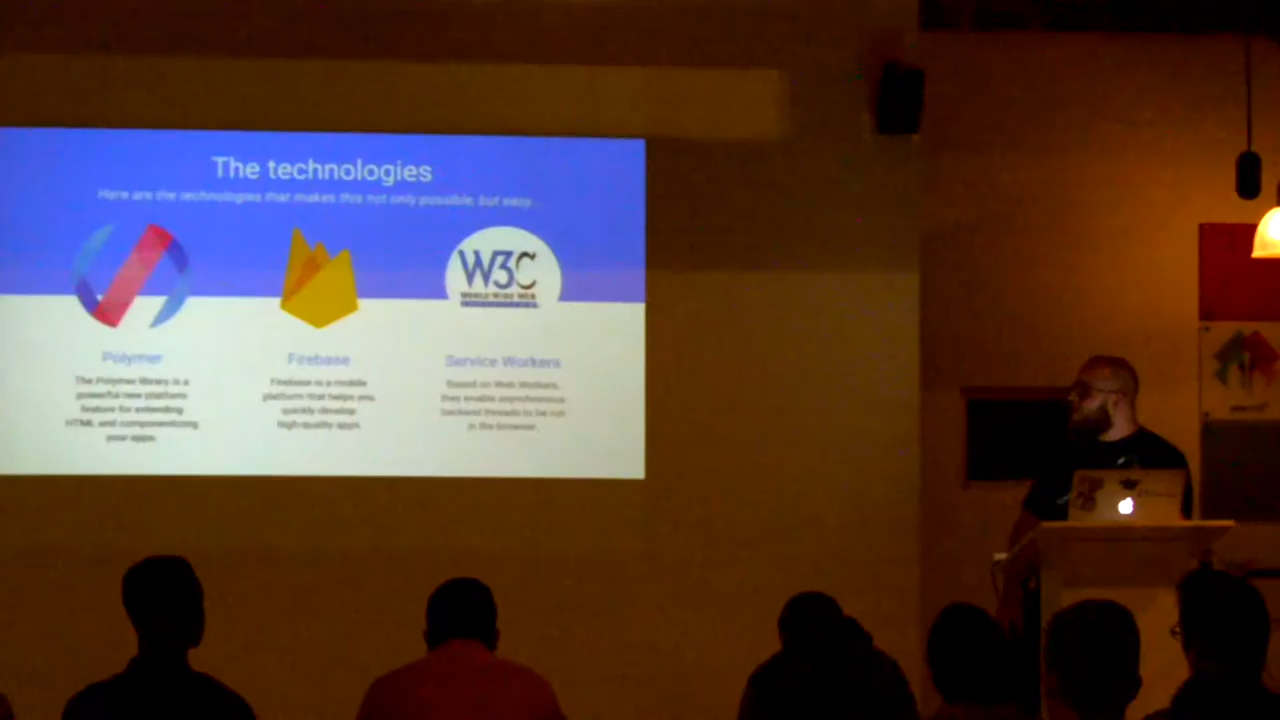 The technologies
Here are the technologies that makes this not only possible, but easy.
W3C
WORLD WIDE WEB
Polymer
The Polymer library is a
powerful new platform
feature for extending
HTML and componentizing
your apps.
Firebase
Firebase is a mobile
platform that helps you
quickly develop
high-quality apps.
Service Workers
Based on Web Workers,
they enable asynchronous
backend threads to be run
in the browser.